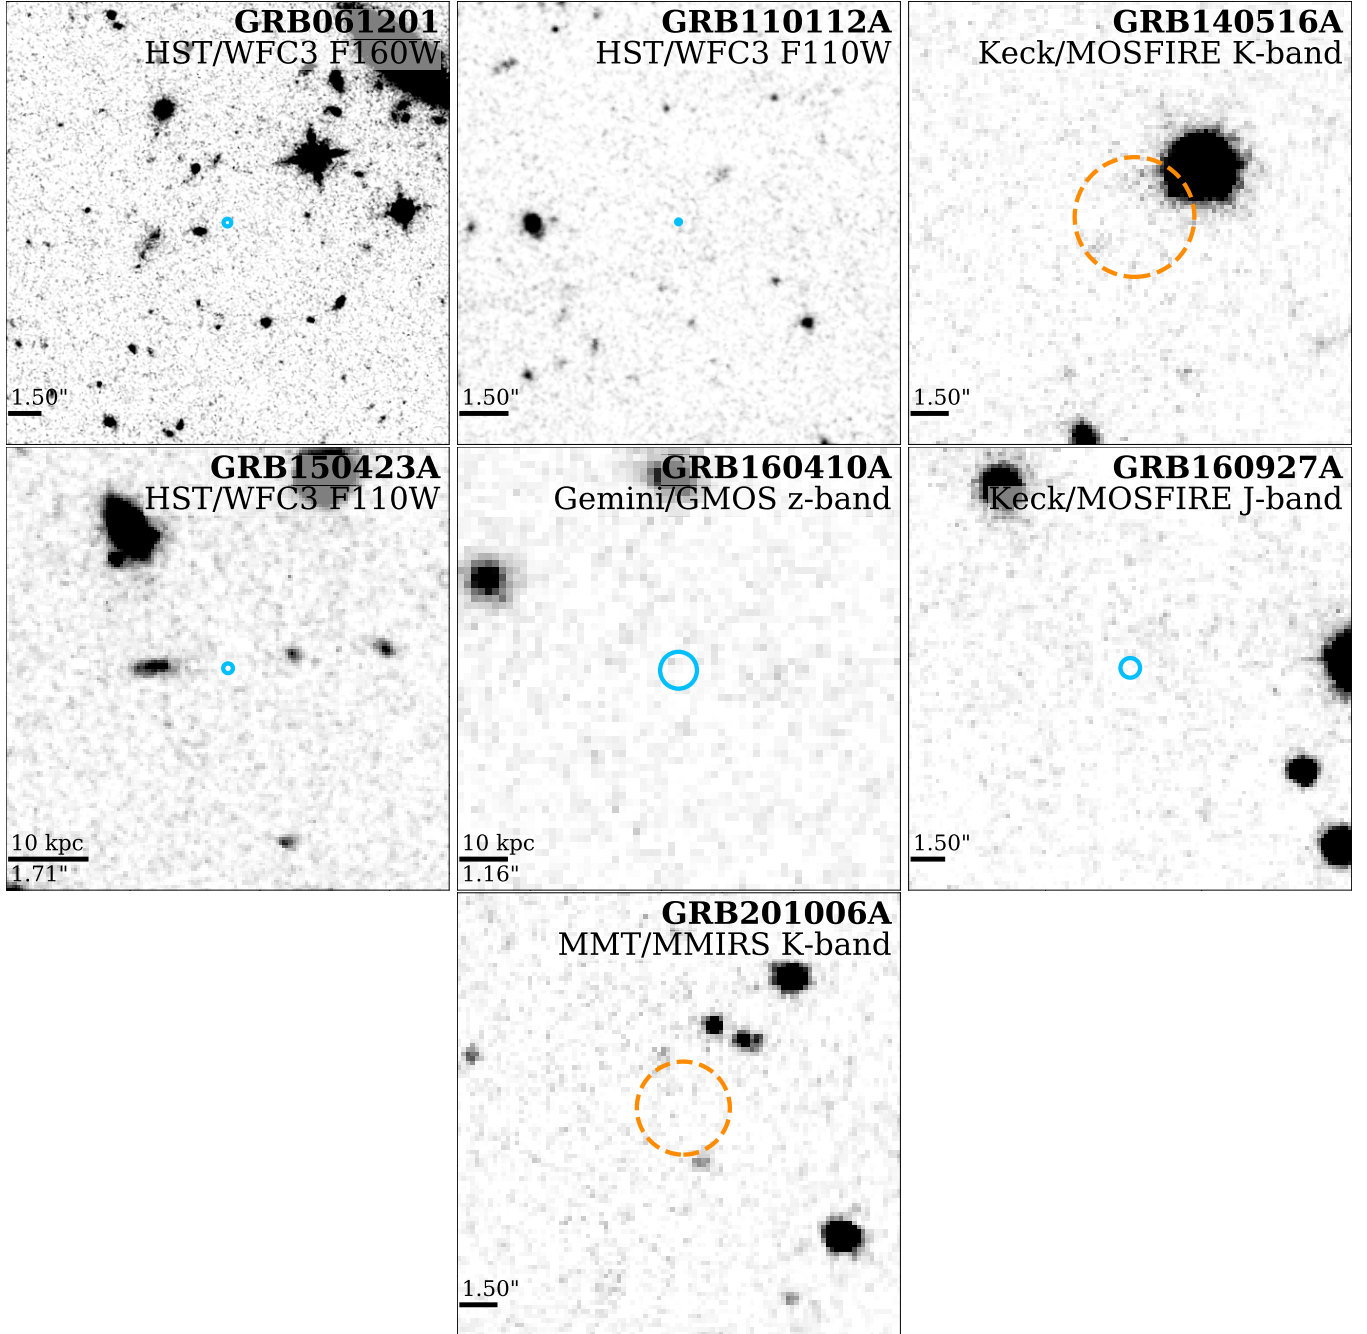 GRB061201
HST/WFC3 F160W
1.50"
GRB110112A
HST/WFC3 F110W
1.50"
GRB140516A
Keck/MOSFIRE K-band
1.50"
GRB150423A
HST/WFC3 F110W
10 kpc
1.71"
GRB160410A
Gemini/GMOS z-band
10 kpc
1.16"
GRB160927A
Keck/MOSFIRE J-band
1.50"
GRB201006A
MMT/MMIRS K-band
1.50"